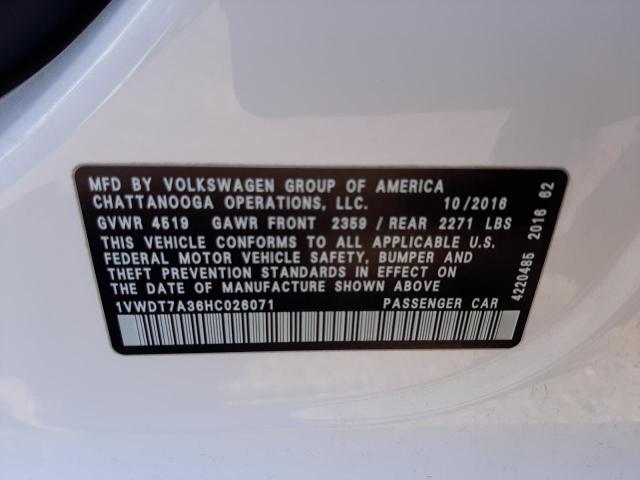 MFD BY VOLKSWAGEN GROUP OF AMERICA
CHATTANOOGA OPERATIONS, LLC. 10/2016
GVWR 4519 GAWR FRONT 2359 / REAR 2271 LBS
THIS VEHICLE CONFORMS TO ALL APPLICABLE U.S.
FEDERAL MOTOR VEHICLE SAFETY, BUMPER AND
THEFT PREVENTION STANDARDS IN EFFECT ON
THE DATE OF MANUFACTURE SHOWN ABOVE
1VWDT7A36HC026071 PASSENGER CAR
4220485 2016 62